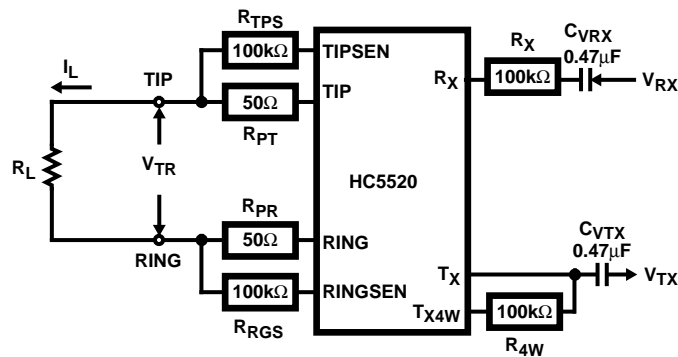 R_TPS
100kΩ
TIPSEN
I_L
TIP
50Ω
TIP
R_PT
V_TR
R_L
HC5520
R_PR
50Ω
RING
RING
100kΩ
RINGSEN
R_RGS
R_X
R_X
100kΩ
C_VRX
0.47μF
V_RX
C_VTX
0.47μF
T_X
V_TX
T_X4W
100kΩ
R_4W